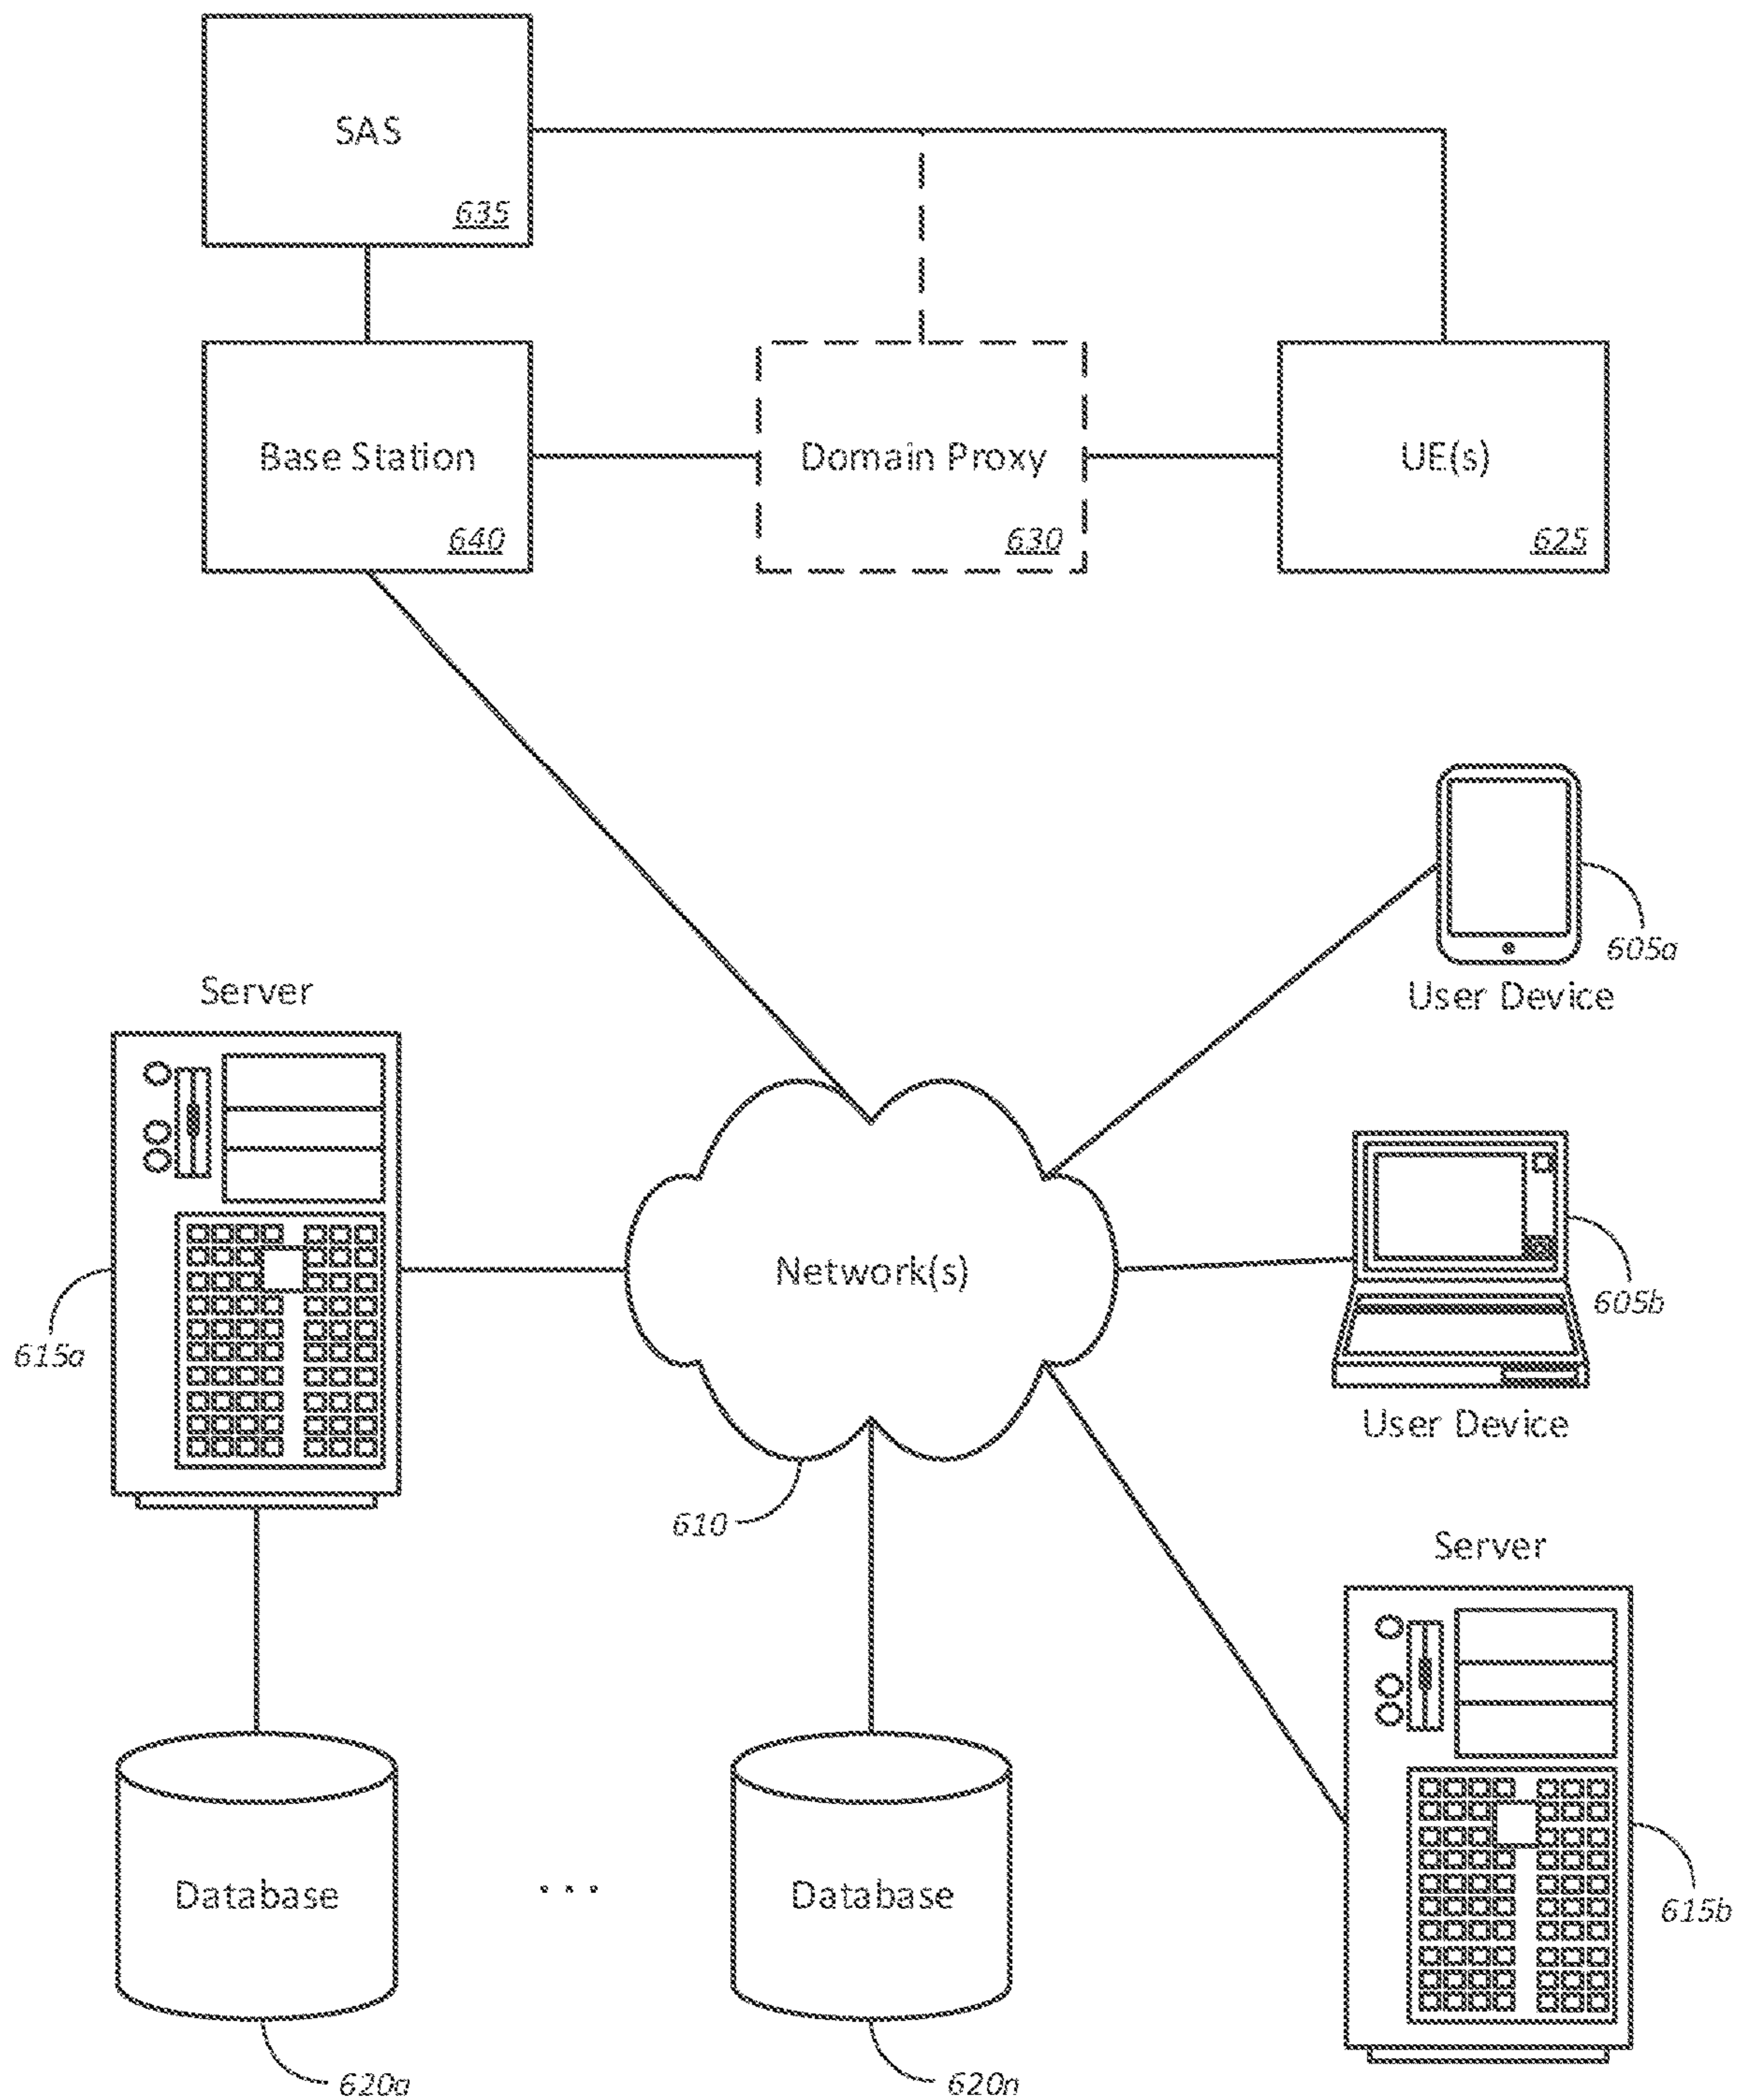 SAS
635
Base Station
640
Domain Proxy
630
UE(s)
625
605a
User Device
Server
615a
Network(s)
610
605b
User Device
Server
615b
Database
620a
...
Database
620n